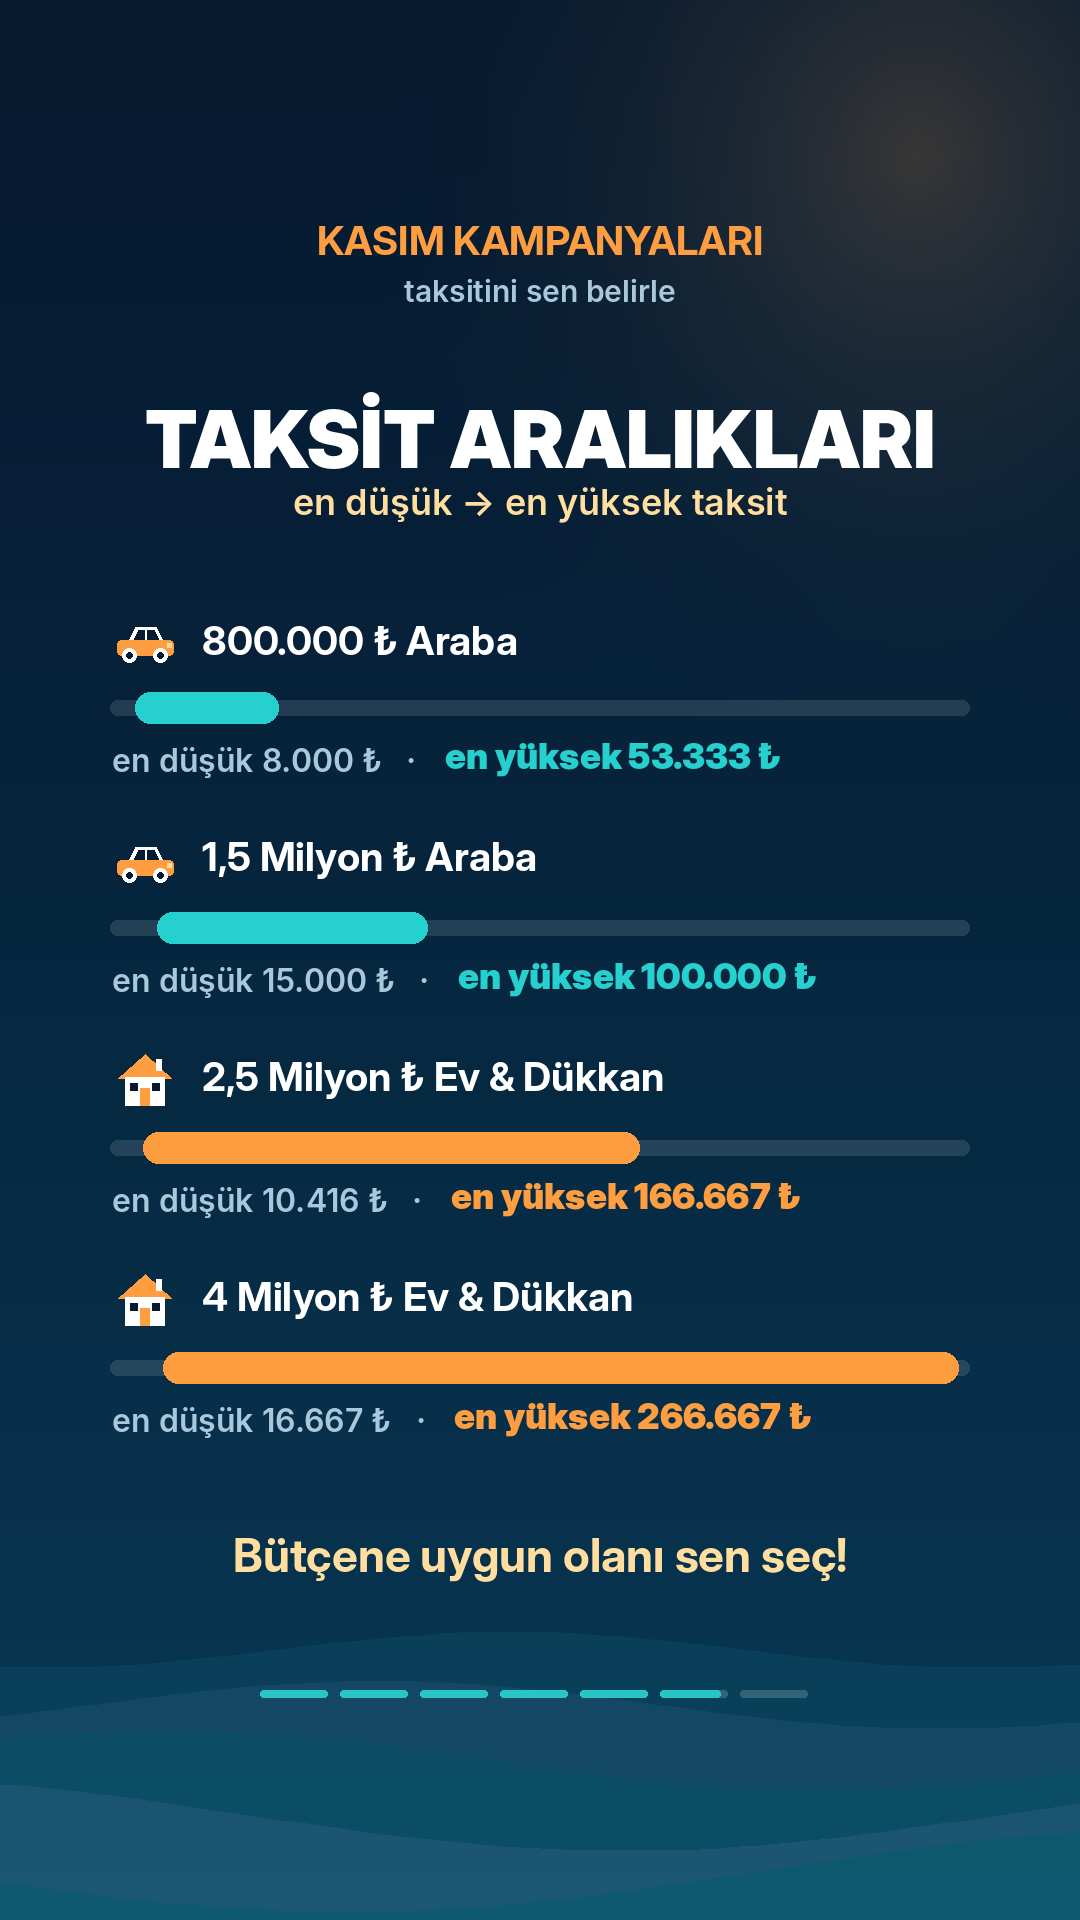 KASIM KAMPANYALARI
taksitini sen belirle
TAKSİT ARALIKLARI
en düşük → en yüksek taksit
800.000 ₺ Araba
en düşük 8.000 ₺ · en yüksek 53.333 ₺
1,5 Milyon ₺ Araba
en düşük 15.000 ₺ · en yüksek 100.000 ₺
2,5 Milyon ₺ Ev & Dükkan
en düşük 10.416 ₺ · en yüksek 166.667 ₺
4 Milyon ₺ Ev & Dükkan
en düşük 16.667 ₺ · en yüksek 266.667 ₺
Bütçene uygun olanı sen seç!